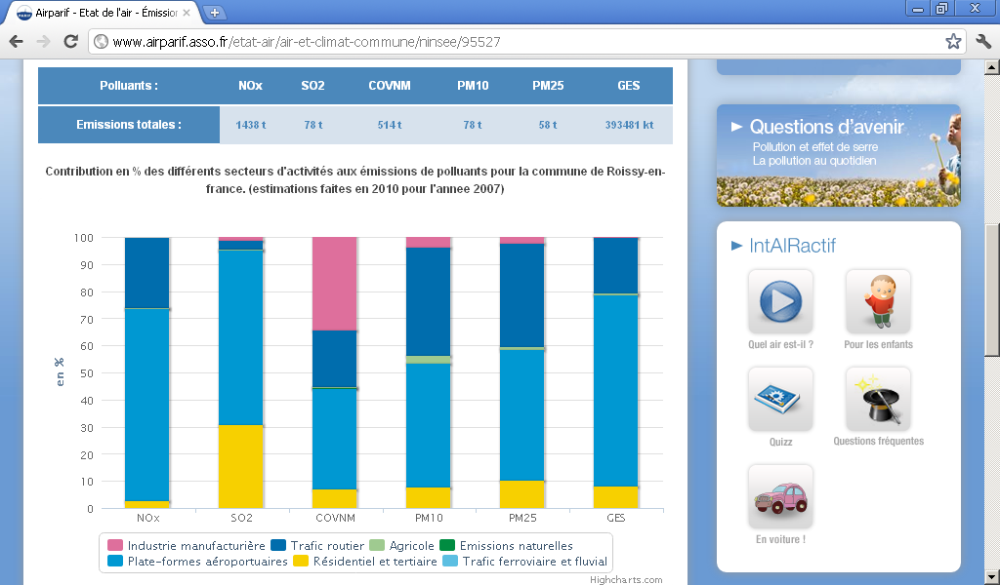 Airparif - Etat de l'air - Émission
www.airparif.asso.fr/etat-air/air-et-climat-commune/ninsee/95527
Polluants : NOx SO2 COVNM PM10 PM25 GES
Emissions totales : 1438 t 78 t 514 t 78 t 58 t 393481 kt
Contribution en % des différents secteurs d'activités aux émissions de polluants pour la commune de Roissy-en-
france. (estimations faites en 2010 pour l'annee 2007)
en %
100
90
80
70
60
50
40
30
20
10
0
NOx SO2 COVNM PM10 PM25 GES
Industrie manufacturière Trafic routier Agricole Emissions naturelles
Plate-formes aéroportuaires Résidentiel et tertiaire Trafic ferroviaire et fluvial
Highcharts.com
Questions d'avenir
Pollution et effet de serre
La pollution au quotidien
IntAIRactif
Quel air est-il ? Pour les enfants
Quizz Questions fréquentes
En voiture !